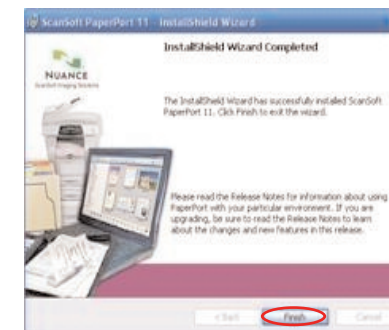 ScanSoft PaperPort 11 - InstallShield Wizard
InstallShield Wizard Completed
NUANCE
ScanSoft Imaging Solutions
The InstallShield Wizard has successfully installed ScanSoft
PaperPort 11. Click Finish to exit the wizard.
Please read the Release Notes for information about using
PaperPort with your particular environment. If you are
upgrading, be sure to read the Release Notes to learn
about the changes and new features in this release.
< Back
Finish
Cancel